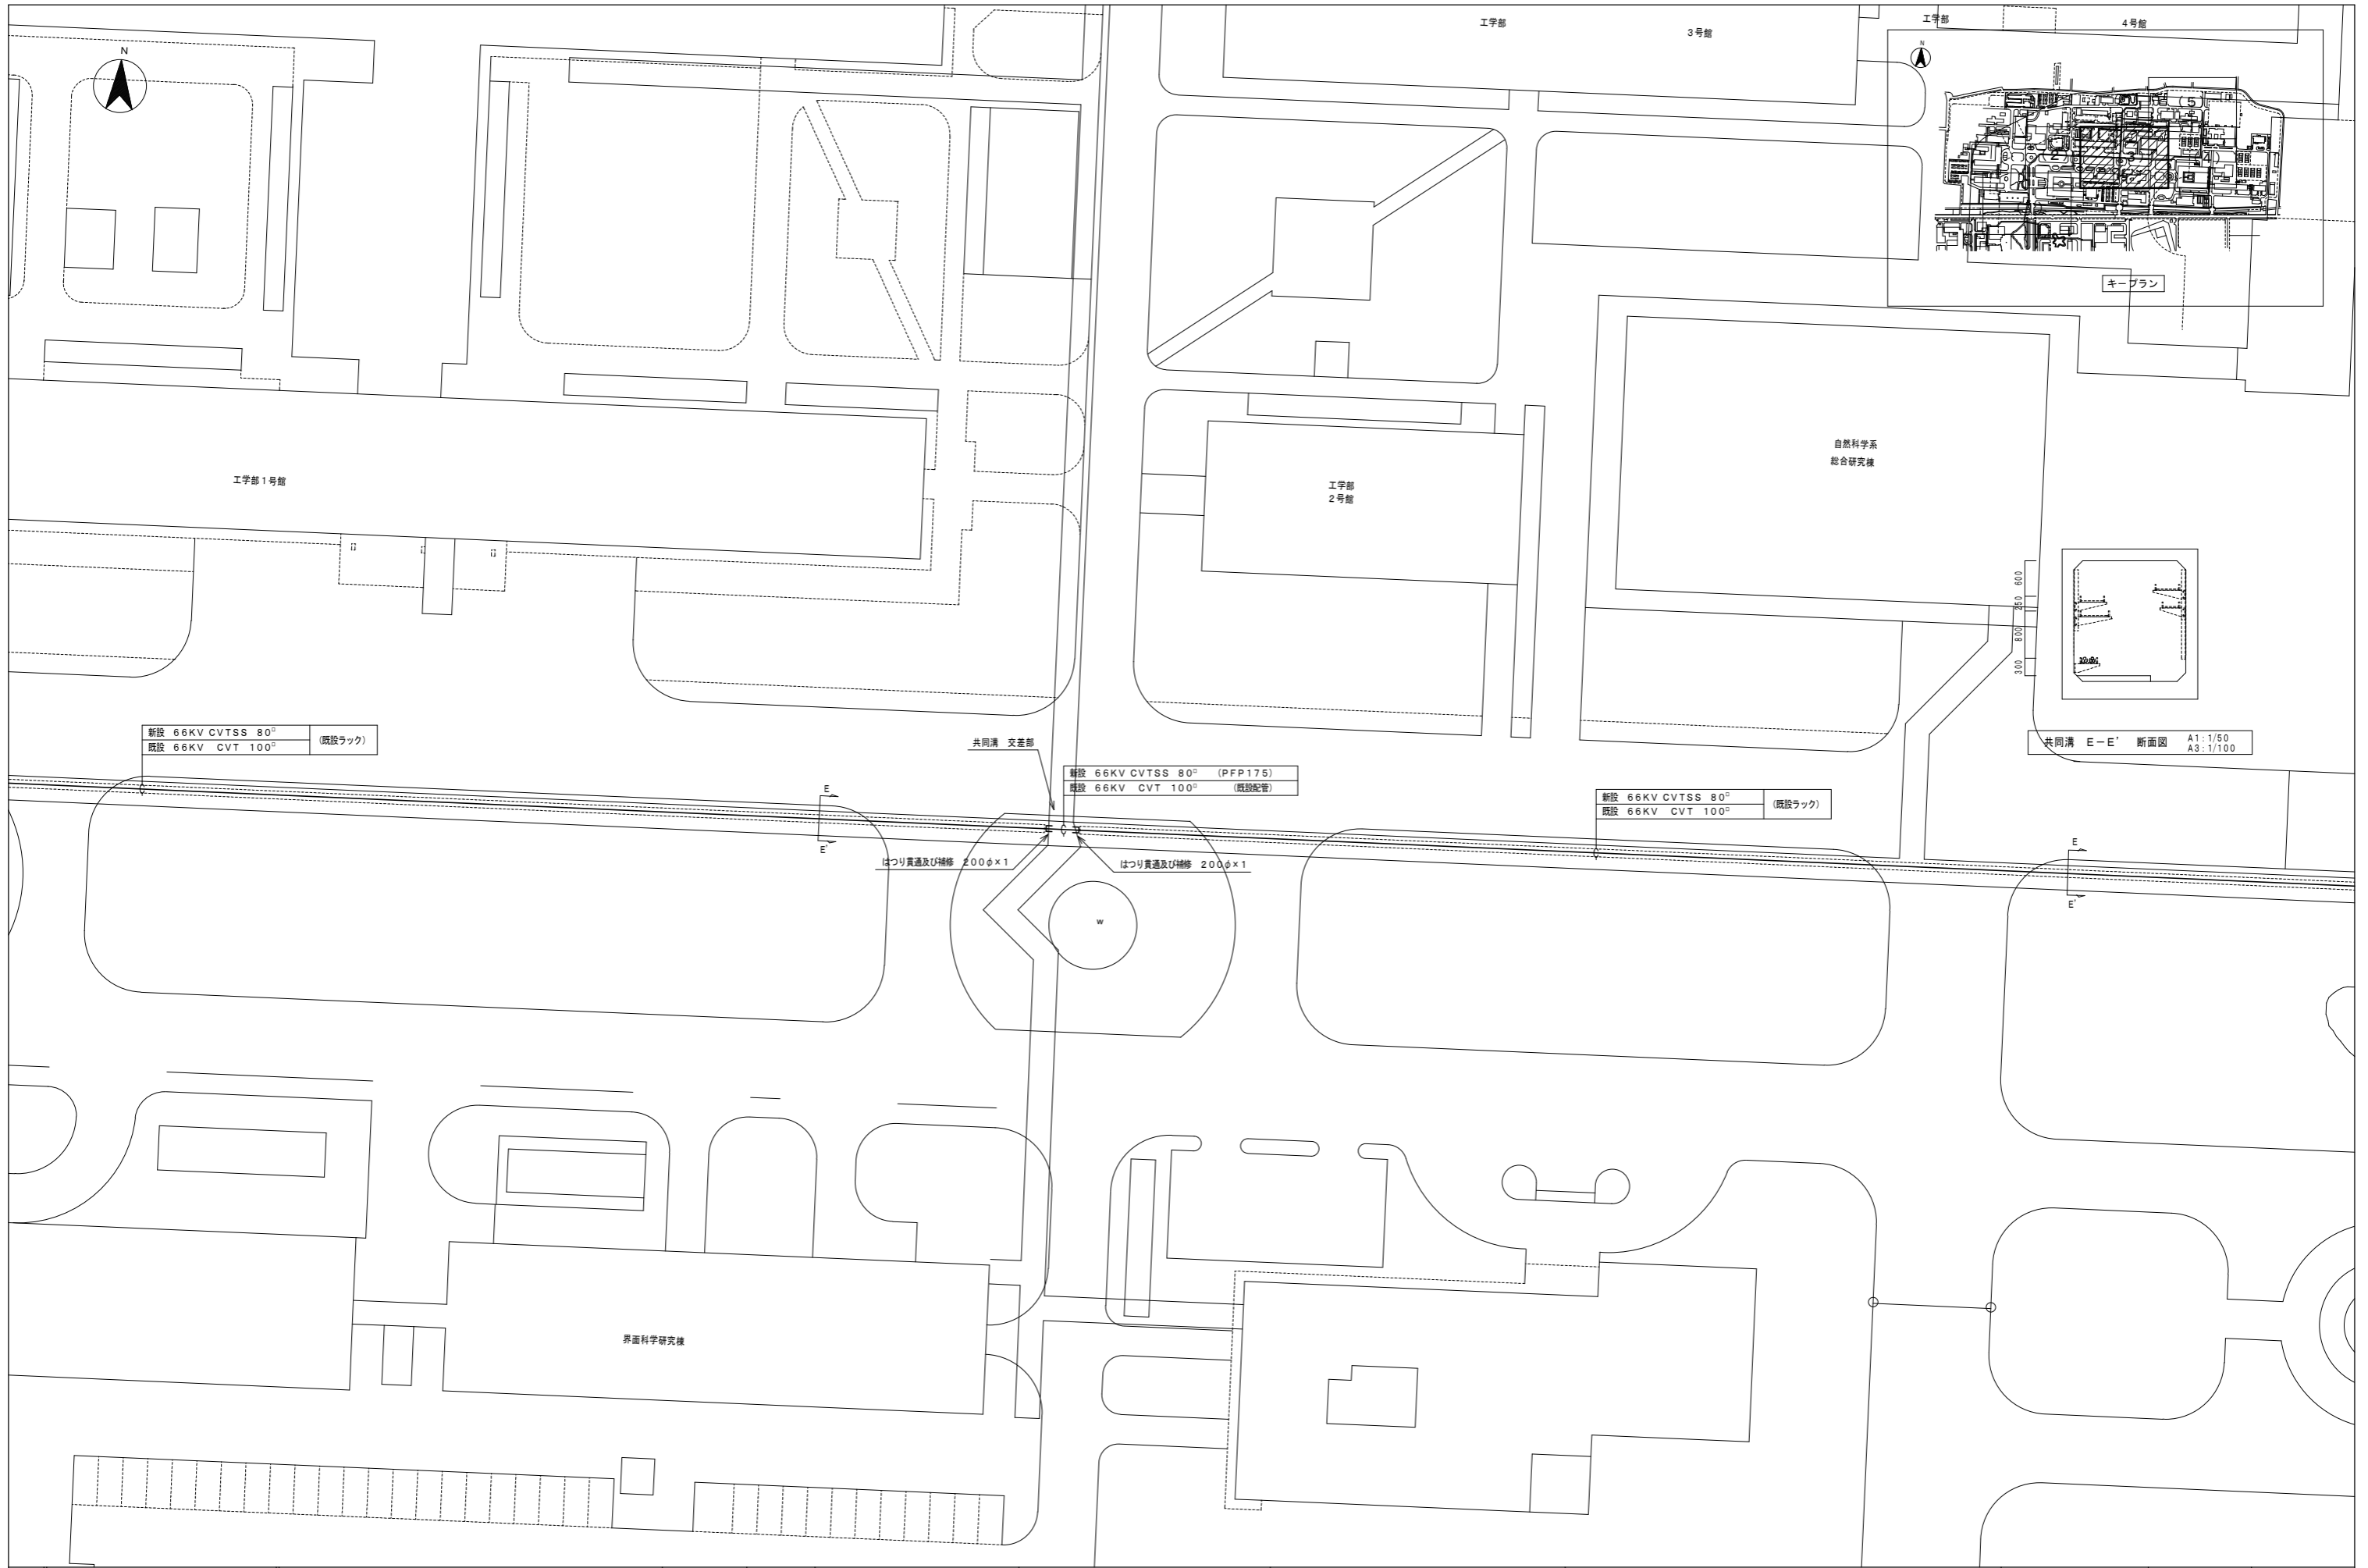 工学部 3号館
工学部 4号館
N
N
5
2
3
4
キープラン
自然科学系
総合研究棟
工学部1号館
工学部
2号館
600
250
800
300
新設 66KV CVTSS 80□
既設 66KV CVT 100□
(既設ラック)
共同溝 交差部
共同溝 E-E' 断面図 A1:1/50
A3:1/100
新設 66KV CVTSS 80□ (PFP175)
既設 66KV CVT 100□ (既設配管)
新設 66KV CVTSS 80□
既設 66KV CVT 100□
(既設ラック)
E
E'
はつり貫通及び補修 200φ×1
はつり貫通及び補修 200φ×1
E
E'
W
界面科学研究棟